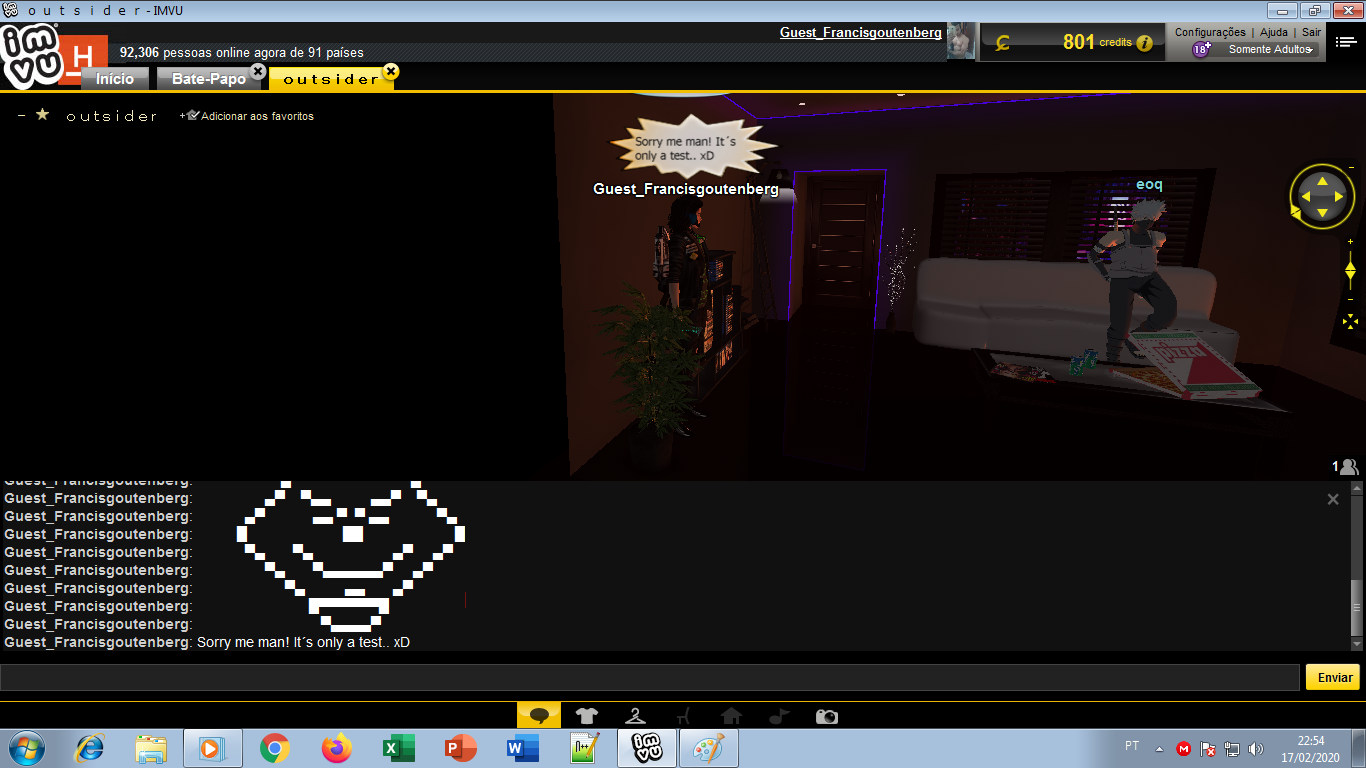 o u t s i d e r - IMVU
imvu
H
92,306 pessoas online agora de 91 países
Guest_Francisgoutenberg
801 credits
Configurações | Ajuda | Sair
18+ Somente Adultos
Início
Bate-Papo
o u t s i d e r
o u t s i d e r
+ Adicionar aos favoritos
Sorry me man! It´s
only a test.. xD
Guest_Francisgoutenberg
eoq
pizza
1
Guest_Francisgoutenberg:
Guest_Francisgoutenberg:
Guest_Francisgoutenberg:
Guest_Francisgoutenberg:
Guest_Francisgoutenberg:
Guest_Francisgoutenberg:
Guest_Francisgoutenberg:
Guest_Francisgoutenberg:
Guest_Francisgoutenberg:
Guest_Francisgoutenberg: Sorry me man! It´s only a test.. xD
Enviar
imvu
PT
22:54
17/02/2020